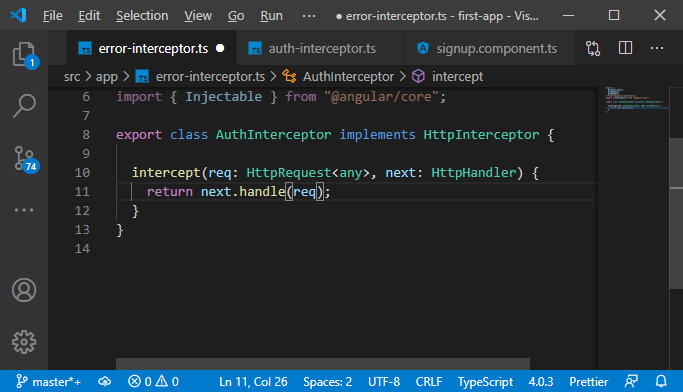 File Edit Selection View Go Run ··· ● error-interceptor.ts - first-app - Vis...
TS error-interceptor.ts ● TS auth-interceptor.ts signup.component.ts ···
src > app > TS error-interceptor.ts > AuthInterceptor > intercept
1
74
6 import { Injectable } from "@angular/core";
7
8 export class AuthInterceptor implements HttpInterceptor {
9
10 intercept(req: HttpRequest<any>, next: HttpHandler) {
11 return next.handle(req);
12 }
13 }
14
master*+ 0 0 Ln 11, Col 26 Spaces: 2 UTF-8 CRLF TypeScript 4.0.3 Prettier